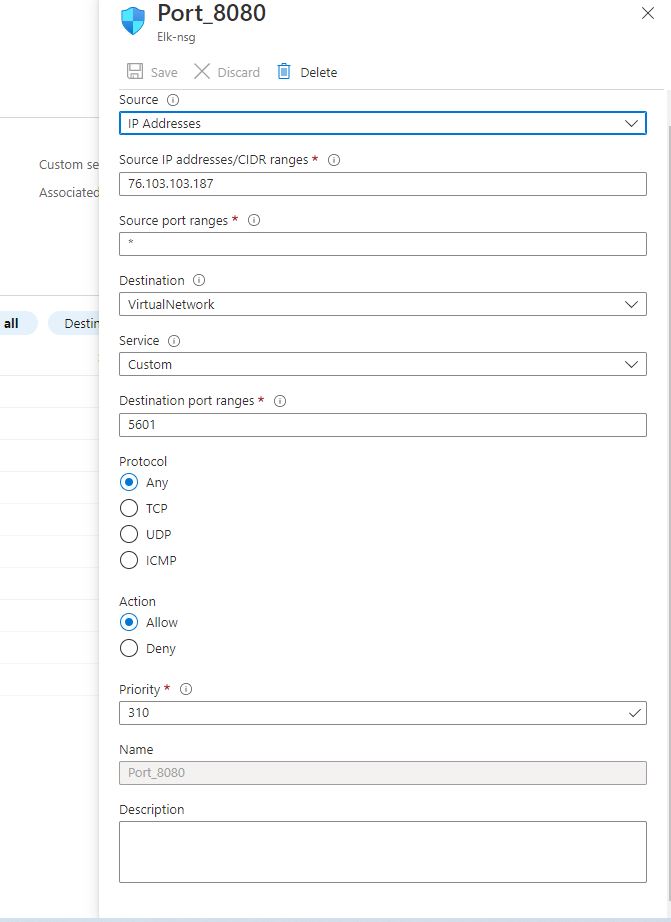 Port_8080
Elk-nsg
Save Discard Delete
Source
IP Addresses
Custom se
Source IP addresses/CIDR ranges *
Associated
76.103.103.187
Source port ranges *
*
Destination
VirtualNetwork
all Destin
Service
Custom
Destination port ranges *
5601
Protocol
Any
TCP
UDP
ICMP
Action
Allow
Deny
Priority *
310
Name
Port_8080
Description